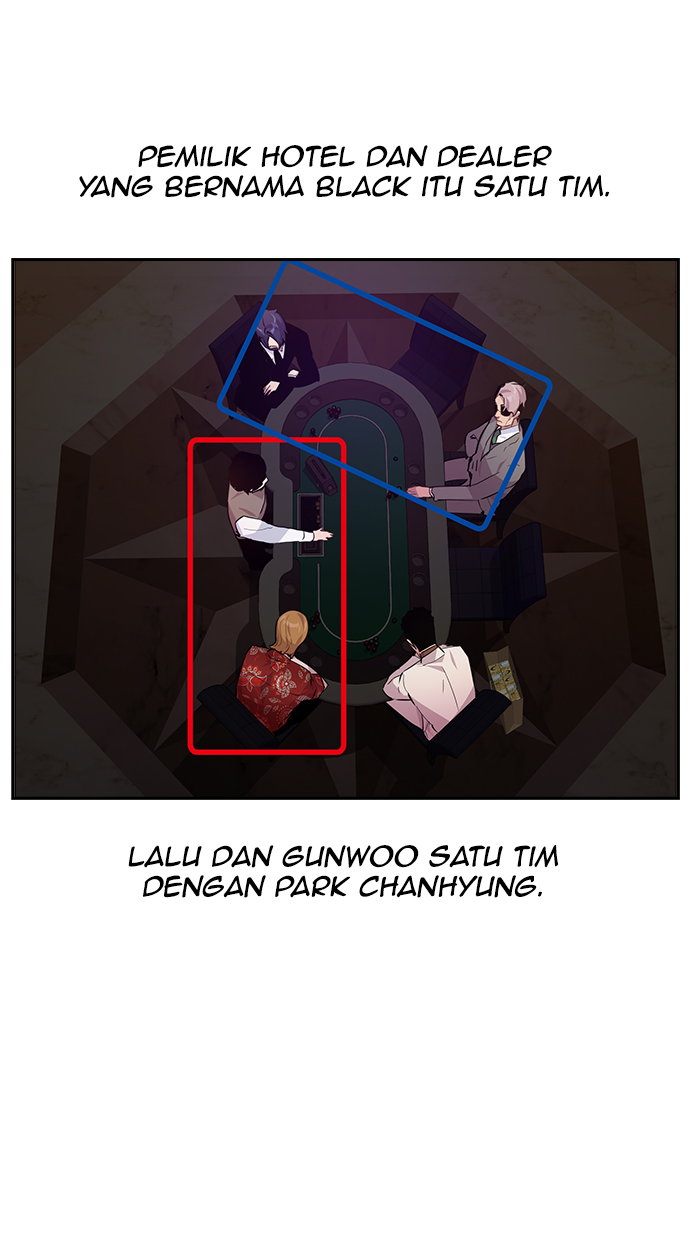 PEMILIK HOTEL DAN DEALER
YANG BERNAMA BLACK ITU SATU TIM.
LALU DAN GUNWOO SATU TIM
DENGAN PARK CHANHYUNG.